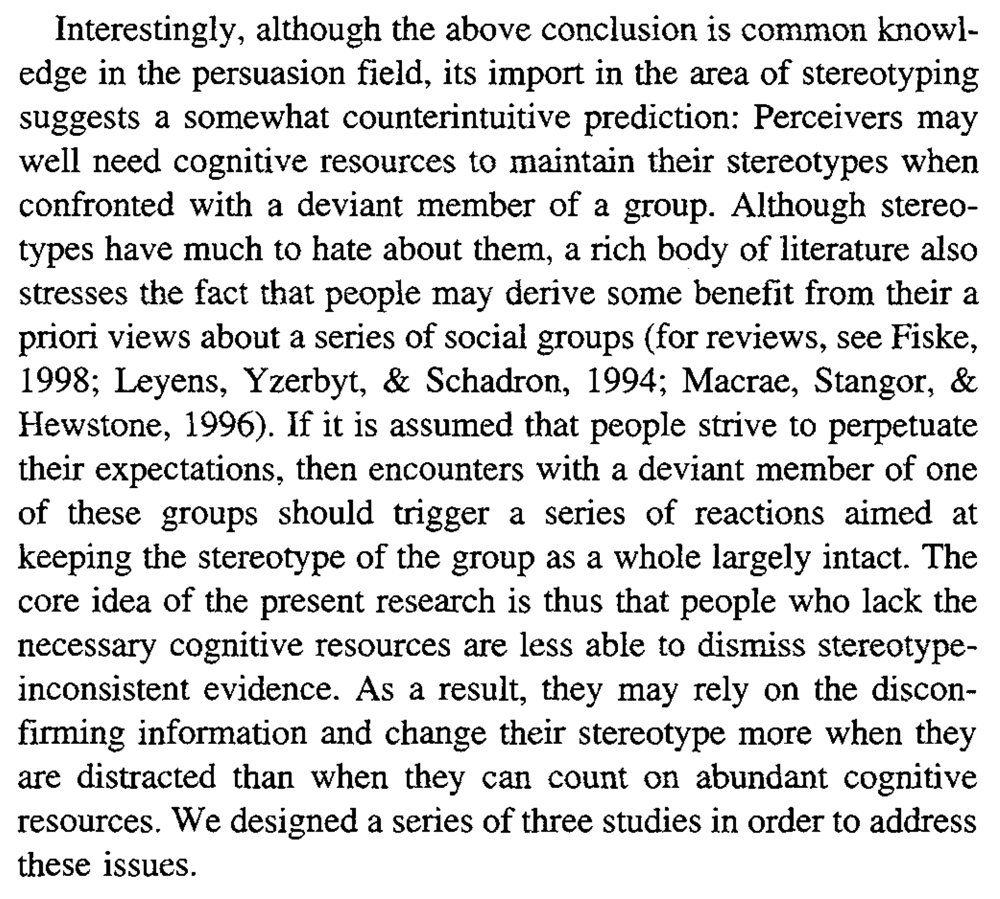 Interestingly, although the above conclusion is common knowl-
edge in the persuasion field, its import in the area of stereotyping
suggests a somewhat counterintuitive prediction: Perceivers may
well need cognitive resources to maintain their stereotypes when
confronted with a deviant member of a group. Although stereo-
types have much to hate about them, a rich body of literature also
stresses the fact that people may derive some benefit from their a
priori views about a series of social groups (for reviews, see Fiske,
1998; Leyens, Yzerbyt, & Schadron, 1994; Macrae, Stangor, &
Hewstone, 1996). If it is assumed that people strive to perpetuate
their expectations, then encounters with a deviant member of one
of these groups should trigger a series of reactions aimed at
keeping the stereotype of the group as a whole largely intact. The
core idea of the present research is thus that people who lack the
necessary cognitive resources are less able to dismiss stereotype-
inconsistent evidence. As a result, they may rely on the discon-
firming information and change their stereotype more when they
are distracted than when they can count on abundant cognitive
resources. We designed a series of three studies in order to address
these issues.